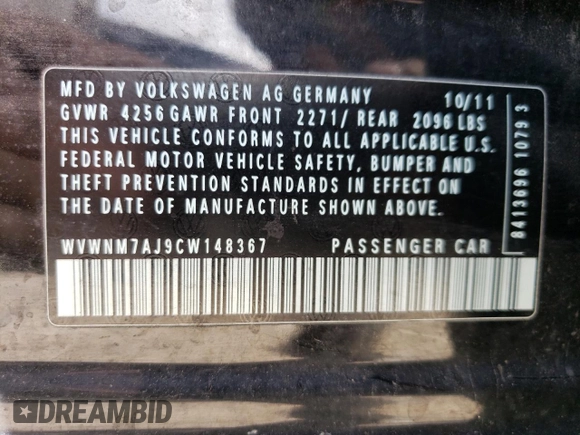 MFD BY VOLKSWAGEN AG GERMANY 10/11
GVWR 4256 GAWR FRONT 2271/ REAR 2096 LBS
THIS VEHICLE CONFORMS TO ALL APPLICABLE U.S.
FEDERAL MOTOR VEHICLE SAFETY, BUMPER AND
THEFT PREVENTION STANDARDS IN EFFECT ON
THE DATE OF MANUFACTURE SHOWN ABOVE.
WVWNM7AJ9CW148367 PASSENGER CAR
8413696 1079 3
DREAMBID